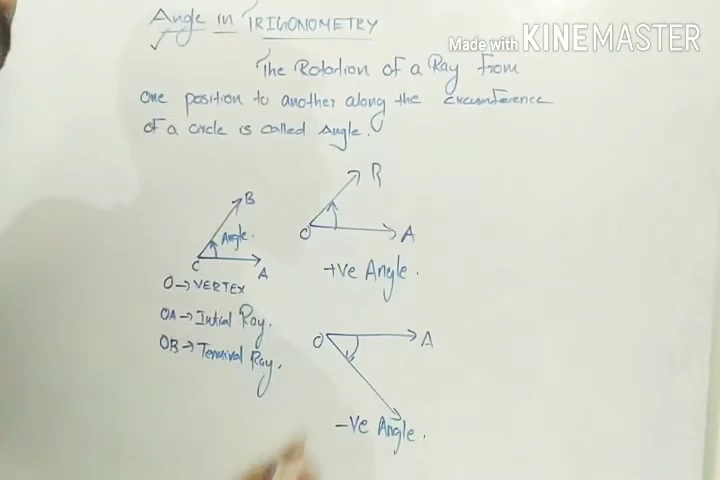 Angle in TRIGONOMETRY
Made with KINEMASTER
The Rotation of a Ray from
one position to another along the circumference
of a circle is called Angle.
B
Angle.
C
A
O → VERTEX
OA → Initial Ray.
OB → Terminal Ray.
B
O
A
+ve Angle.
O
A
-ve Angle.